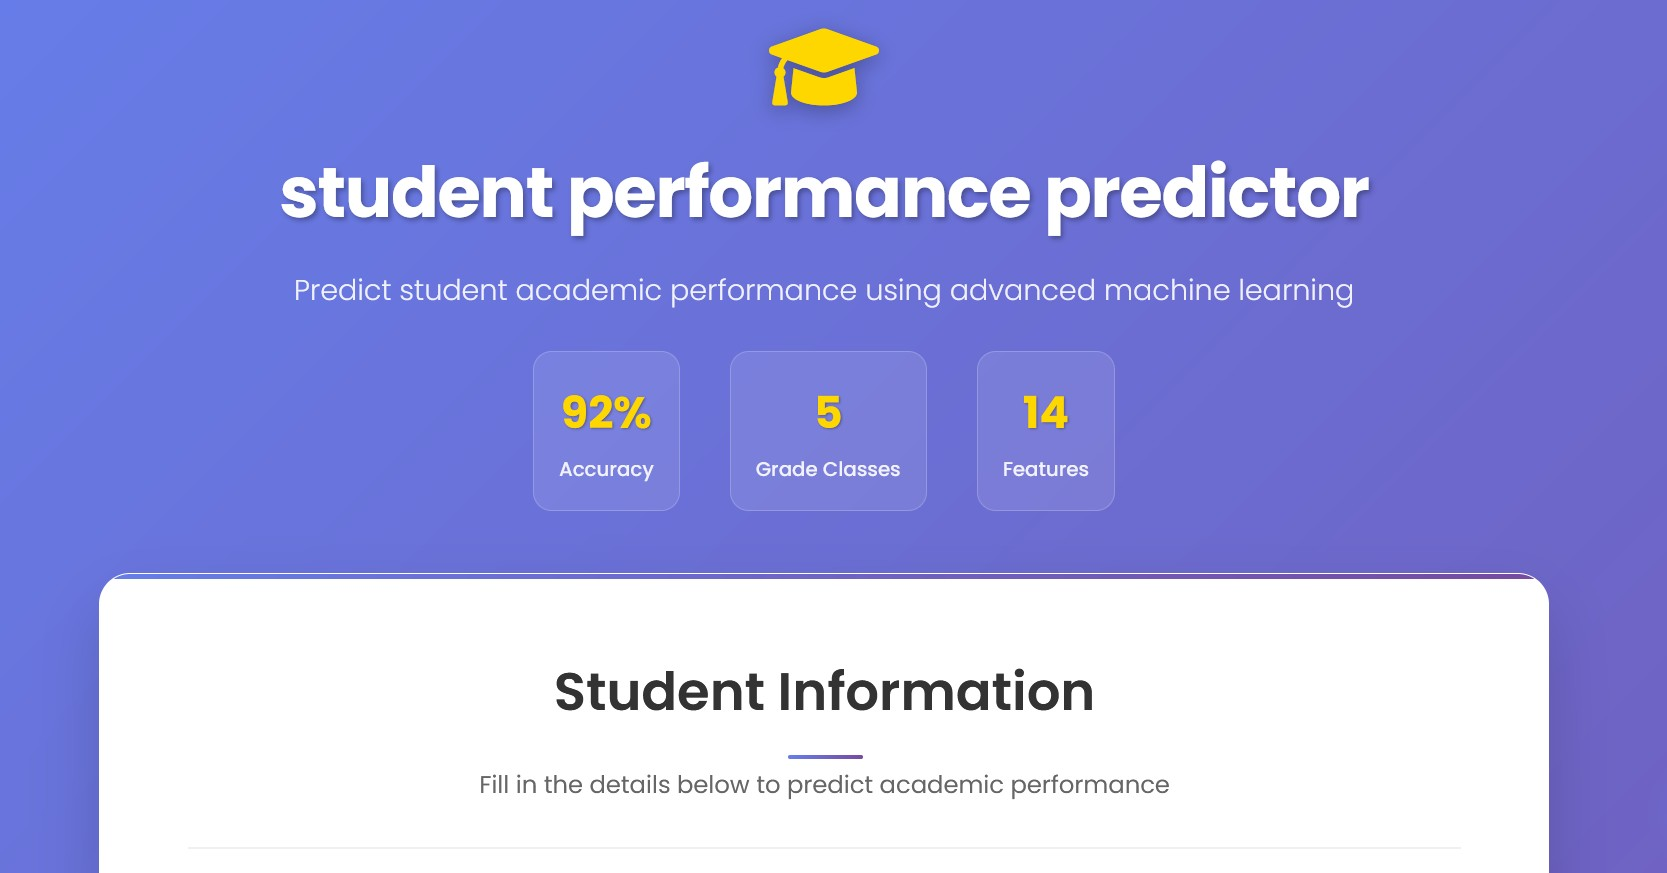 student performance predictor
Predict student academic performance using advanced machine learning
92%
Accuracy
5
Grade Classes
14
Features
Student Information
Fill in the details below to predict academic performance